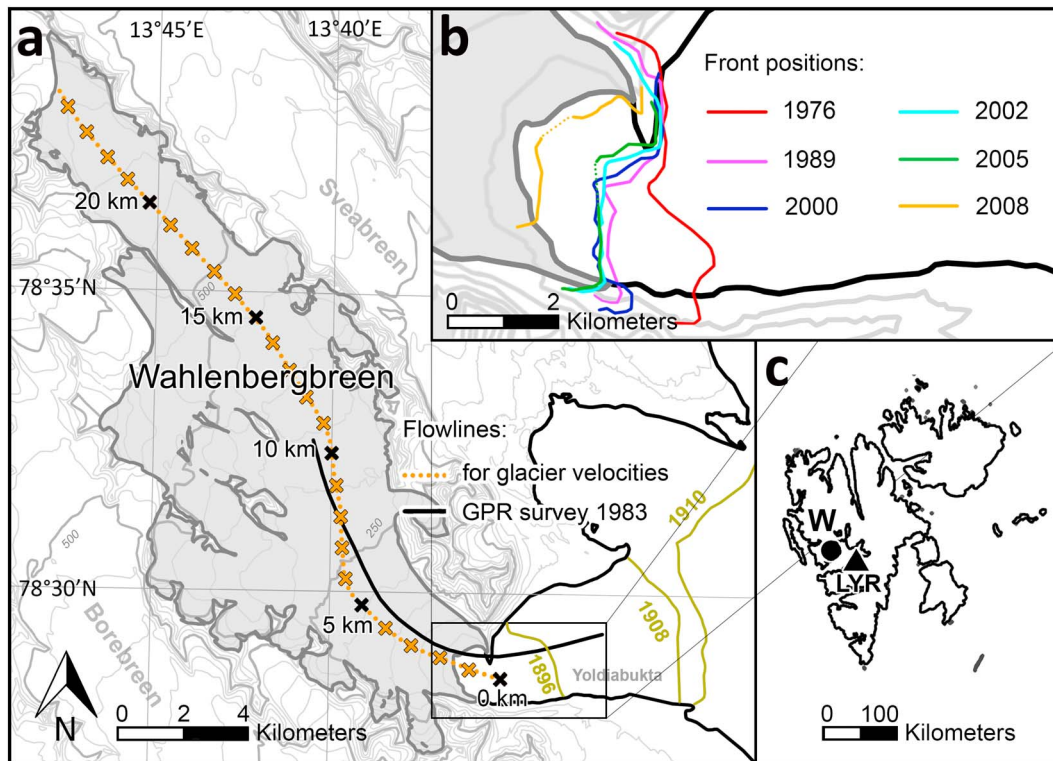 a
13°45'E
13°40'E
Sveabreen
20 km
78°35'N
500
15 km
Wahlenbergbreen
10 km
Flowlines:
for glacier velocities
GPR survey 1983
250
500
78°30'N
Borebreen
5 km
0 km
1896
1908
1910
Yoldiabukta
N
0 2 4
Kilometers
b
Front positions:
1976
2002
1989
2005
2000
2008
0 2
Kilometers
c
W
LYR
0 100
Kilometers